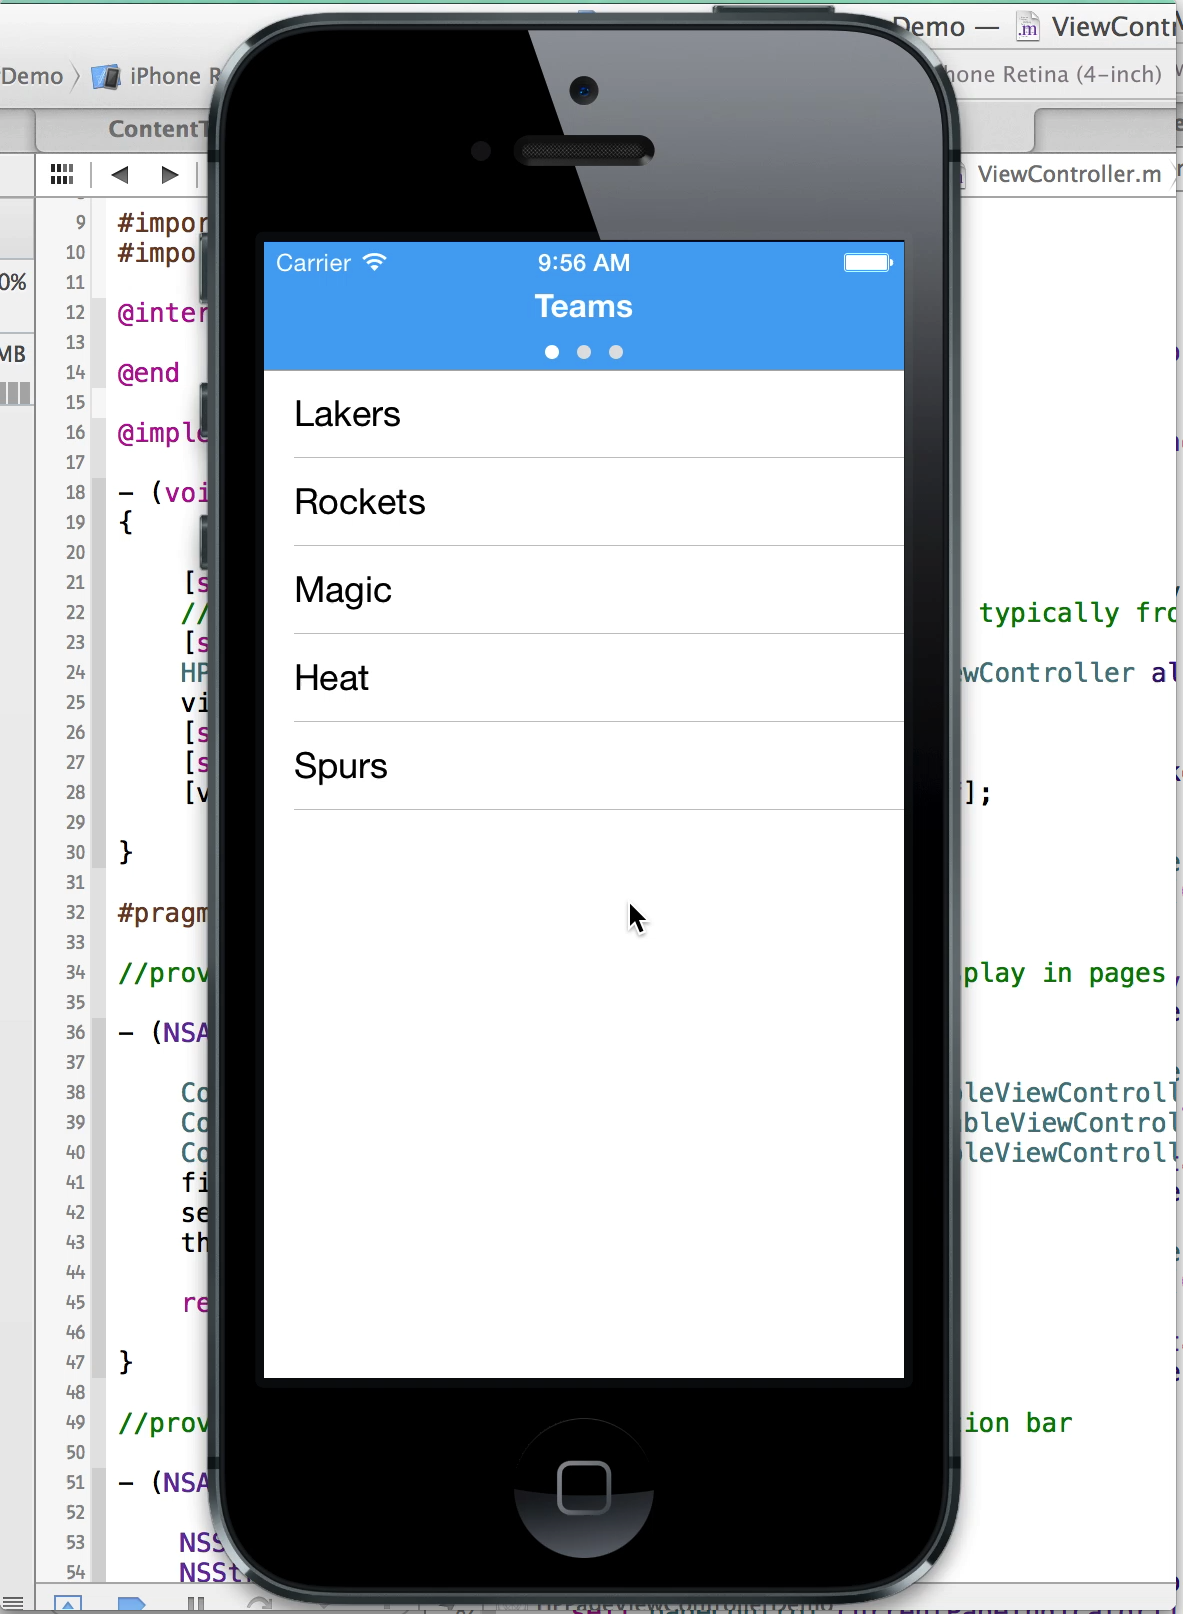 Demo — ViewContr
Demo iPhone R hone Retina (4-inch)
ContentT
ViewController.m
9 #impor
10 #impo
11
0%
12 @inter
13
MB
14 @end
15
16 @imple
17
18 - (voi
19 {
20
21 [s
22 // typically fro
23 [s
24 HP wController al
25 vi
26 [s
27 [s
28 [v ];
29
30 }
31
32 #pragm
33
34 //prov splay in pages
35
36 - (NSA
37
38 Co leViewControll
39 Co bleViewControl
40 Co leViewControll
41 fi
42 se
43 th
44
45 re
46
47 }
48
49 //prov tion bar
50
51 - (NSA
52
53 NSS
54 NSSt
Carrier 9:56 AM
Teams
Lakers
Rockets
Magic
Heat
Spurs